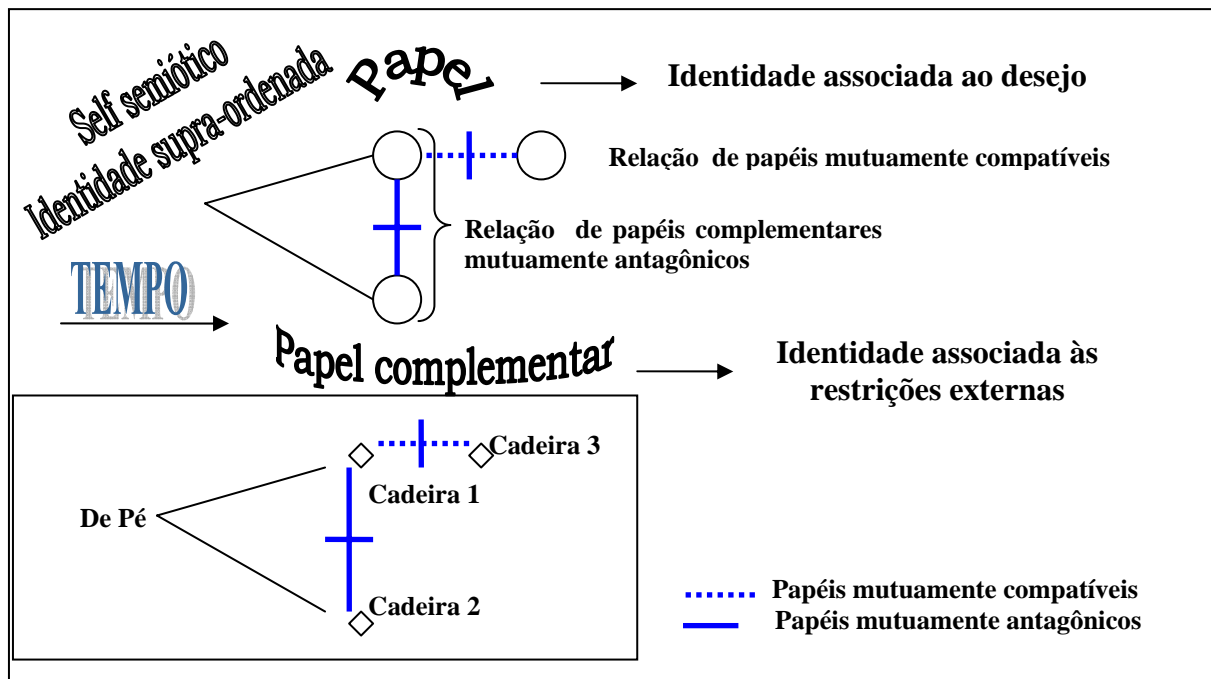 Self semiótico
Identidade supra-ordenada
Papel
Identidade associada ao desejo
Relação de papéis mutuamente compatíveis
Relação de papéis complementares
mutuamente antagônicos
TEMPO
Papel complementar
Identidade associada às
restrições externas
Cadeira 3
Cadeira 1
De Pé
Cadeira 2
Papéis mutuamente compatíveis
Papéis mutuamente antagônicos